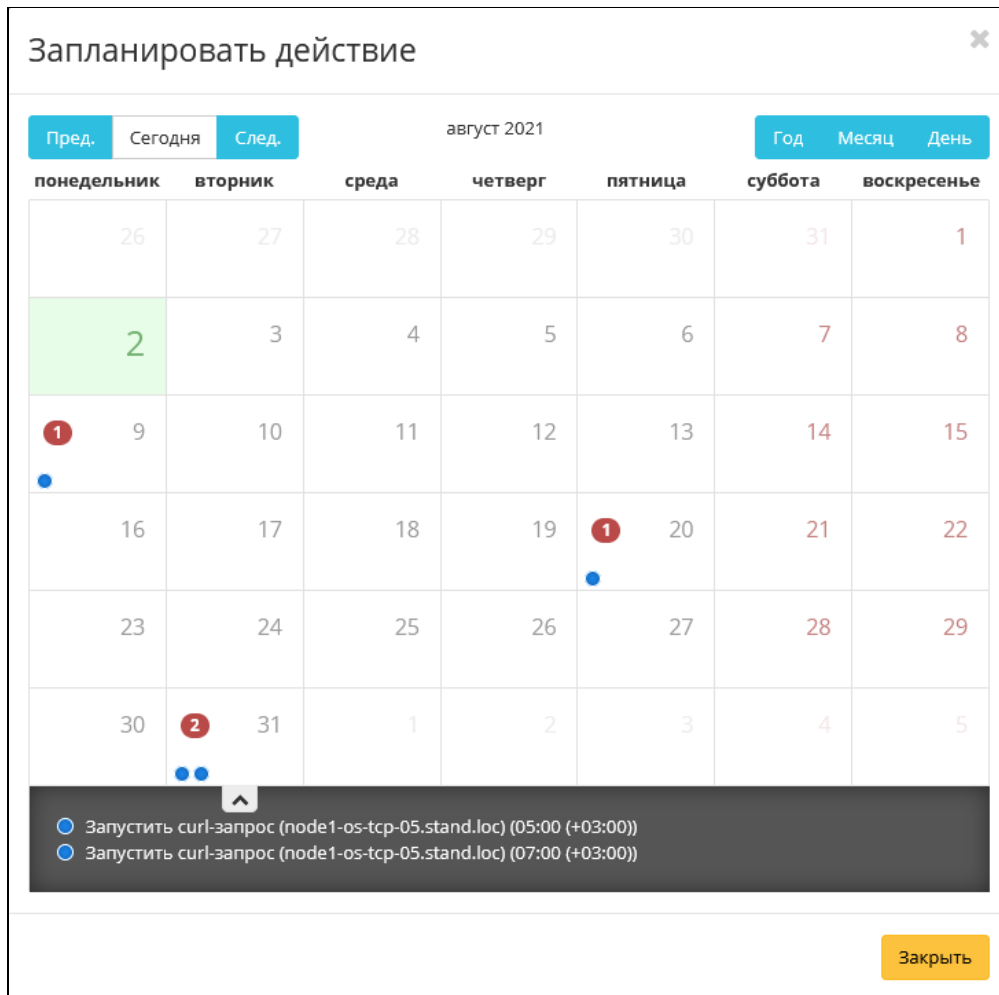 Запланировать действие ×
Пред. Сегодня След. август 2021 Год Месяц День
понедельник вторник среда четверг пятница суббота воскресенье
26 27 28 29 30 31 1
2 3 4 5 6 7 8
1 9 10 11 12 13 14 15
16 17 18 19 1 20 21 22
23 24 25 26 27 28 29
30 2 31 1 2 3 4 5
Запустить curl-запрос (node1-os-tcp-05.stand.loc) (05:00 (+03:00))
Запустить curl-запрос (node1-os-tcp-05.stand.loc) (07:00 (+03:00))
Закрыть